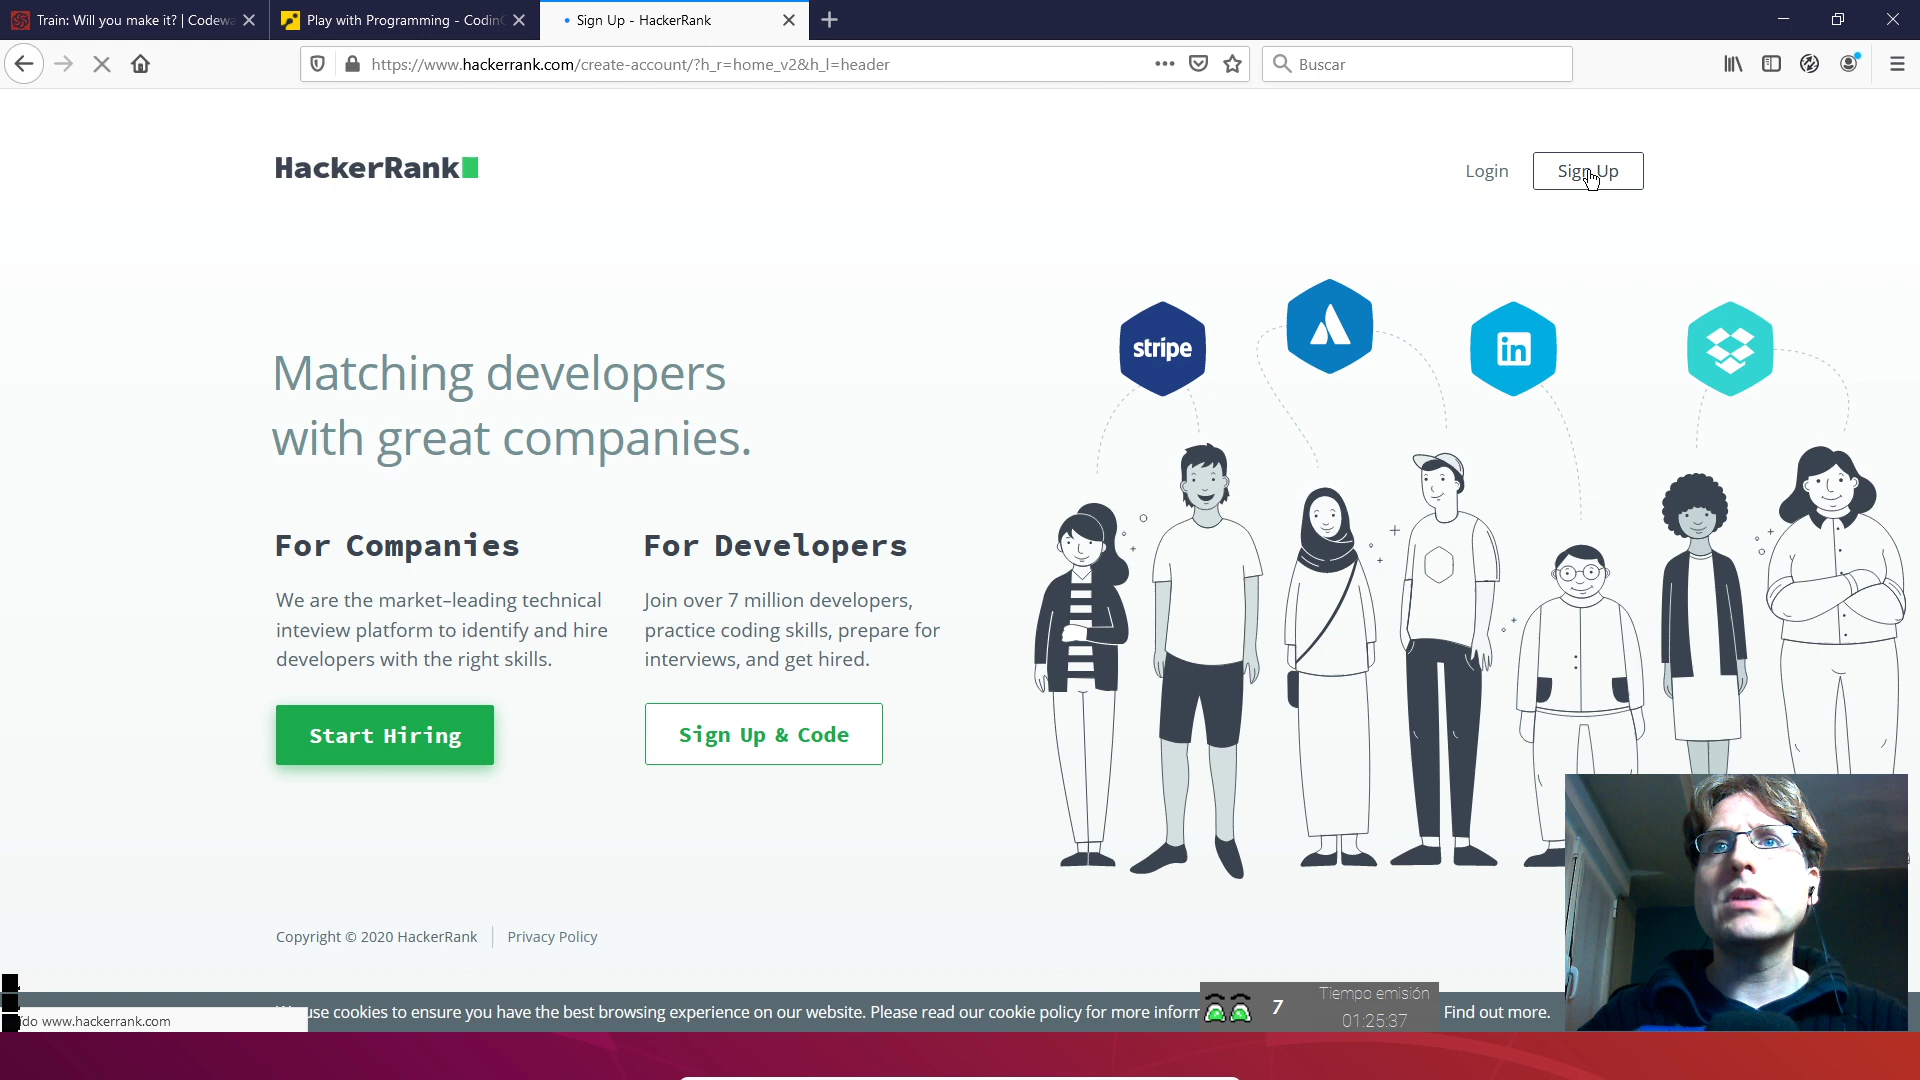 Train: Will you make it? | Codewa
Play with Programming - Codin
Sign Up - HackerRank
https://www.hackerrank.com/create-account/?h_r=home_v2&h_l=header
Buscar
HackerRank
Login
Sign Up
stripe
in
Matching developers
with great companies.
For Companies
We are the market-leading technical
inteview platform to identify and hire
developers with the right skills.
Start Hiring
For Developers
Join over 7 million developers,
practice coding skills, prepare for
interviews, and get hired.
Sign Up & Code
Copyright © 2020 HackerRank
Privacy Policy
use cookies to ensure you have the best browsing experience on our website. Please read our cookie policy for more inform
Find out more.
7
Tiempo emisión
01:25:37
ído www.hackerrank.com